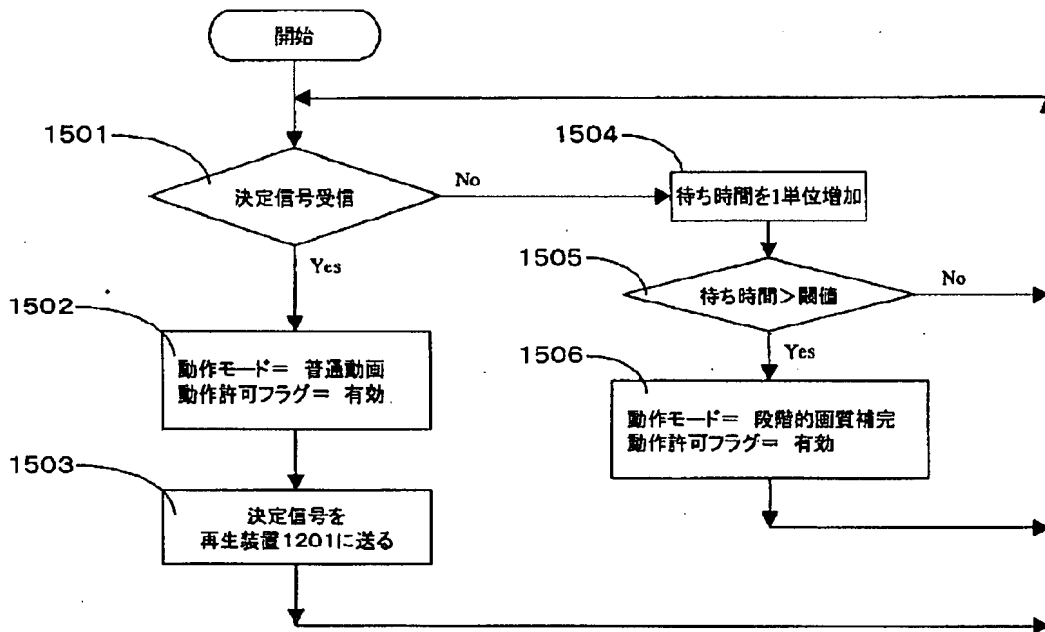 開始
1501
決定信号受信
No
Yes
1502
動作モード= 普通動画
動作許可フラグ= 有効
1503
決定信号を
再生装置1201に送る
1504
待ち時間を1単位増加
1505
待ち時間>閾値
No
Yes
1506
動作モード= 段階的画質補完
動作許可フラグ= 有効